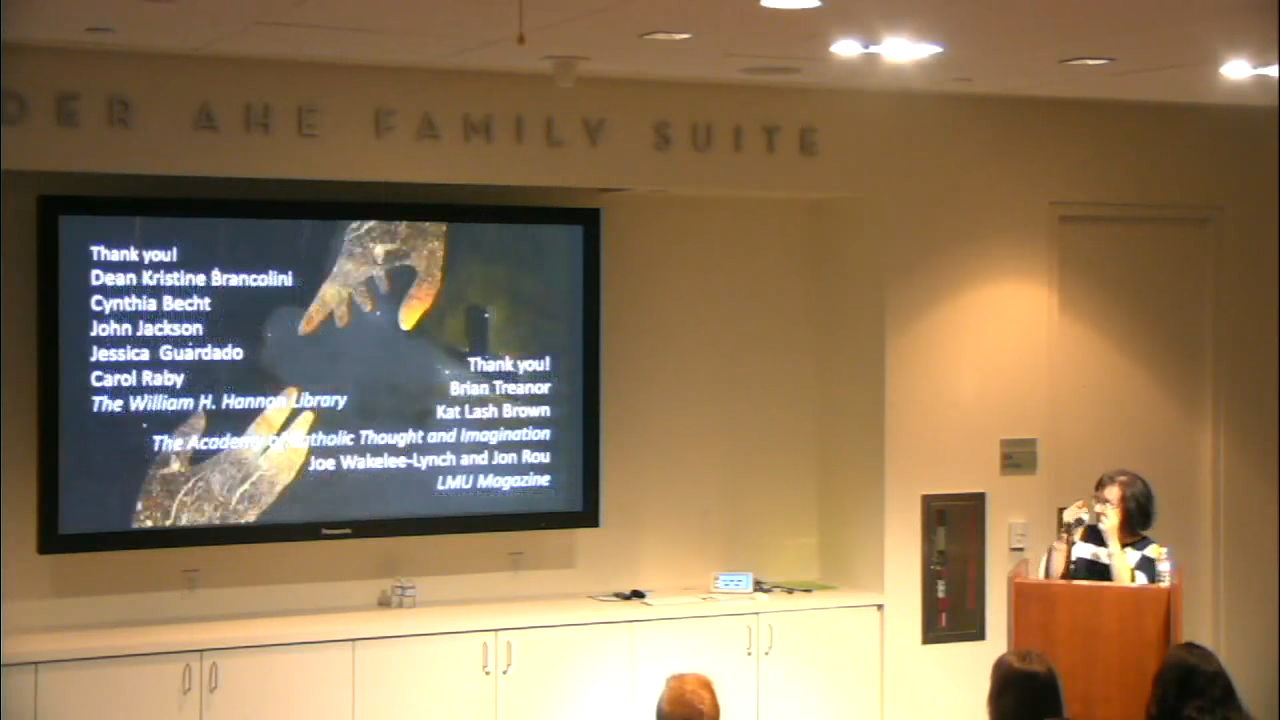 DER AHE FAMILY SUITE
Thank you!
Dean Kristine Brancolini
Cynthia Becht
John Jackson
Jessica Guardado
Carol Raby
The William H. Hannon Library
Thank you!
Brian Treanor
Kat Lash Brown
The Academy of Catholic Thought and Imagination
Joe Wakelee-Lynch and Jon Rou
LMU Magazine
Panasonic